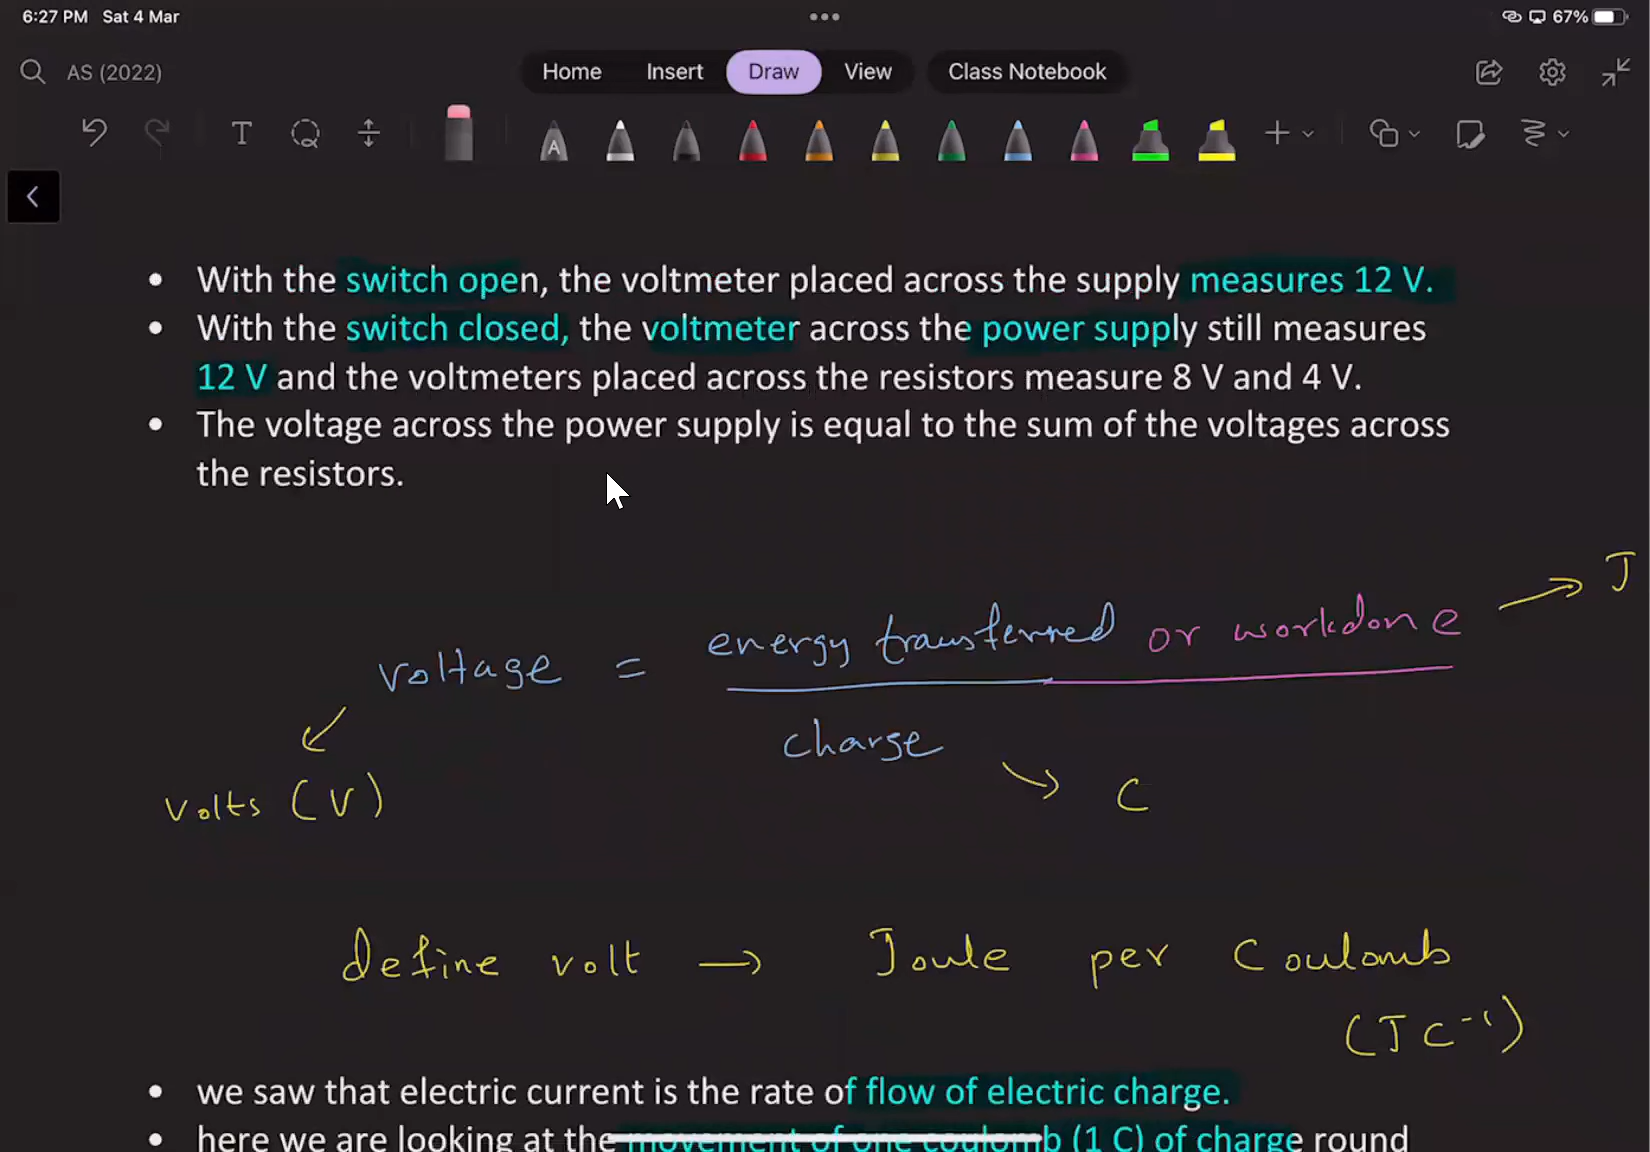 6:27 PM Sat 4 Mar
67%
AS (2022)
Home Insert Draw View Class Notebook
T
A
• With the switch open, the voltmeter placed across the supply measures 12 V.
• With the switch closed, the voltmeter across the power supply still measures
12 V and the voltmeters placed across the resistors measure 8 V and 4 V.
• The voltage across the power supply is equal to the sum of the voltages across
the resistors.
→ J
voltage = energy transferred or workdone
charge
volts (V)
C
define volt → Joule per Coulomb
(J C⁻¹)
• we saw that electric current is the rate of flow of electric charge.
• here we are looking at the movement of one coulomb (1 C) of charge round